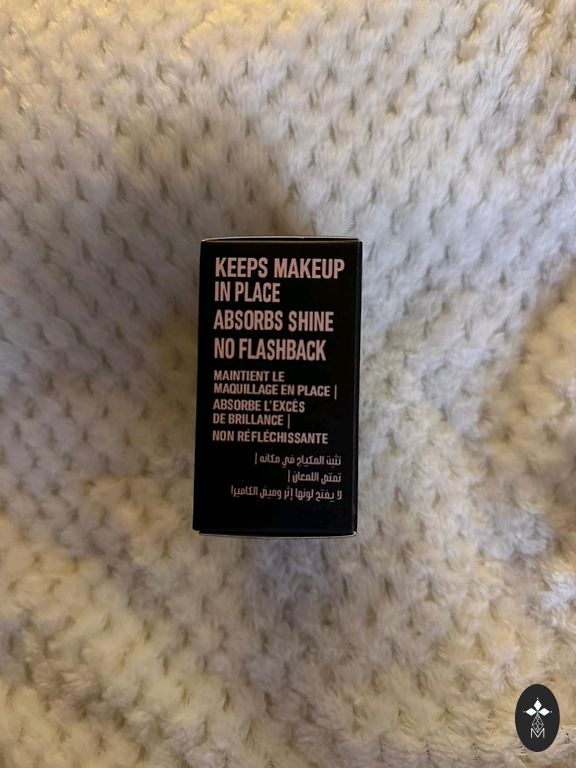 KEEPS MAKEUP
IN PLACE
ABSORBS SHINE
NO FLASHBACK
MAINTIENT LE
MAQUILLAGE EN PLACE |
ABSORBE L'EXCÈS
DE BRILLANCE |
NON RÉFLÉCHISSANTE
تثبت المكياج في مكانه |
تمتص اللمعان |
لا يفتح لونها إثر وميض الكاميرا
M